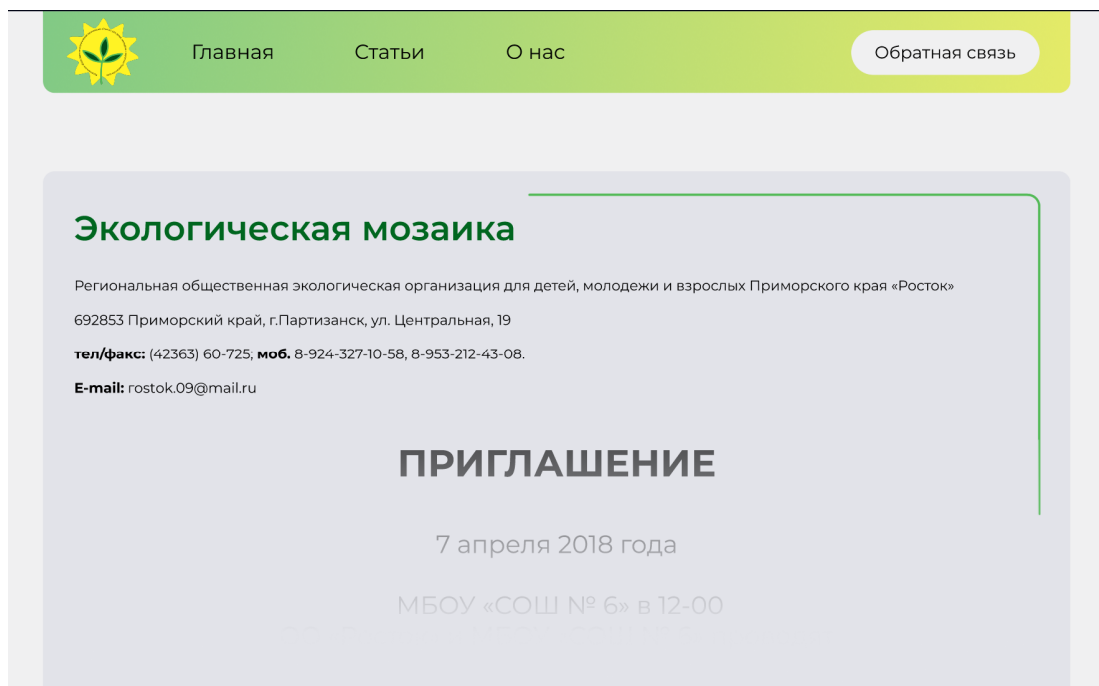 Главная
Статьи
О нас
Обратная связь
Экологическая мозаика
Региональная общественная экологическая организация для детей, молодежи и взрослых Приморского края «Росток»
692853 Приморский край, г.Партизанск, ул. Центральная, 19
тел/факс: (42363) 60-725; моб. 8-924-327-10-58, 8-953-212-43-08.
E-mail: rostok.09@mail.ru
ПРИГЛАШЕНИЕ
7 апреля 2018 года
МБОУ «СОШ № 6» в 12-00